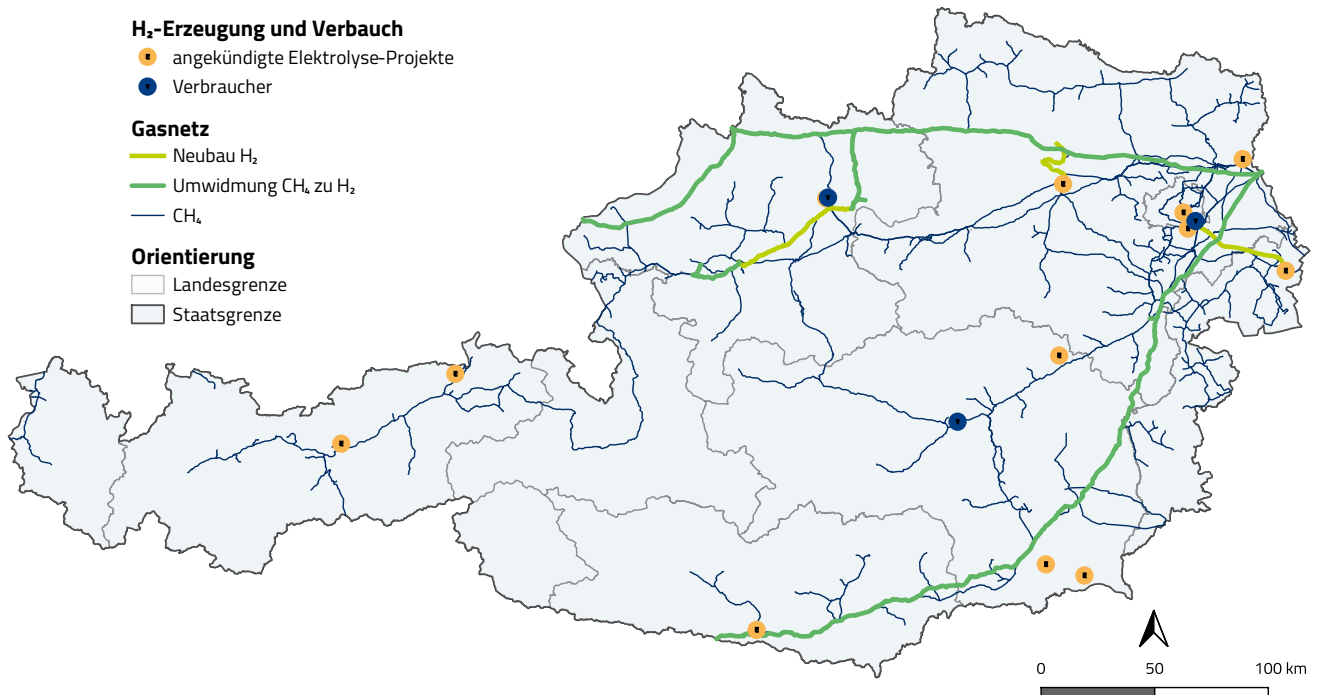 H₂-Erzeugung und Verbauch
angekündigte Elektrolyse-Projekte
Verbraucher
Gasnetz
Neubau H₂
Umwidmung CH₄ zu H₂
CH₄
Orientierung
Landesgrenze
Staatsgrenze
0 50 100 km